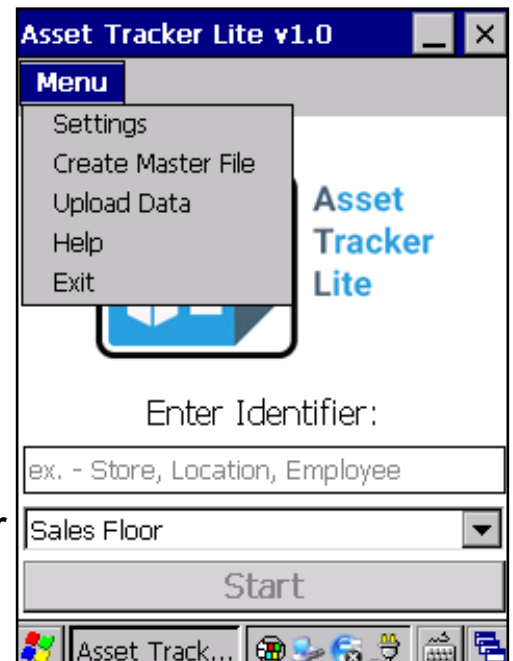 Asset Tracker Lite v1.0
Menu
Settings
Create Master File
Upload Data
Help
Exit
Asset
Tracker
Lite
Enter Identifier:
ex. - Store, Location, Employee
r
Sales Floor
Start
Asset Track...